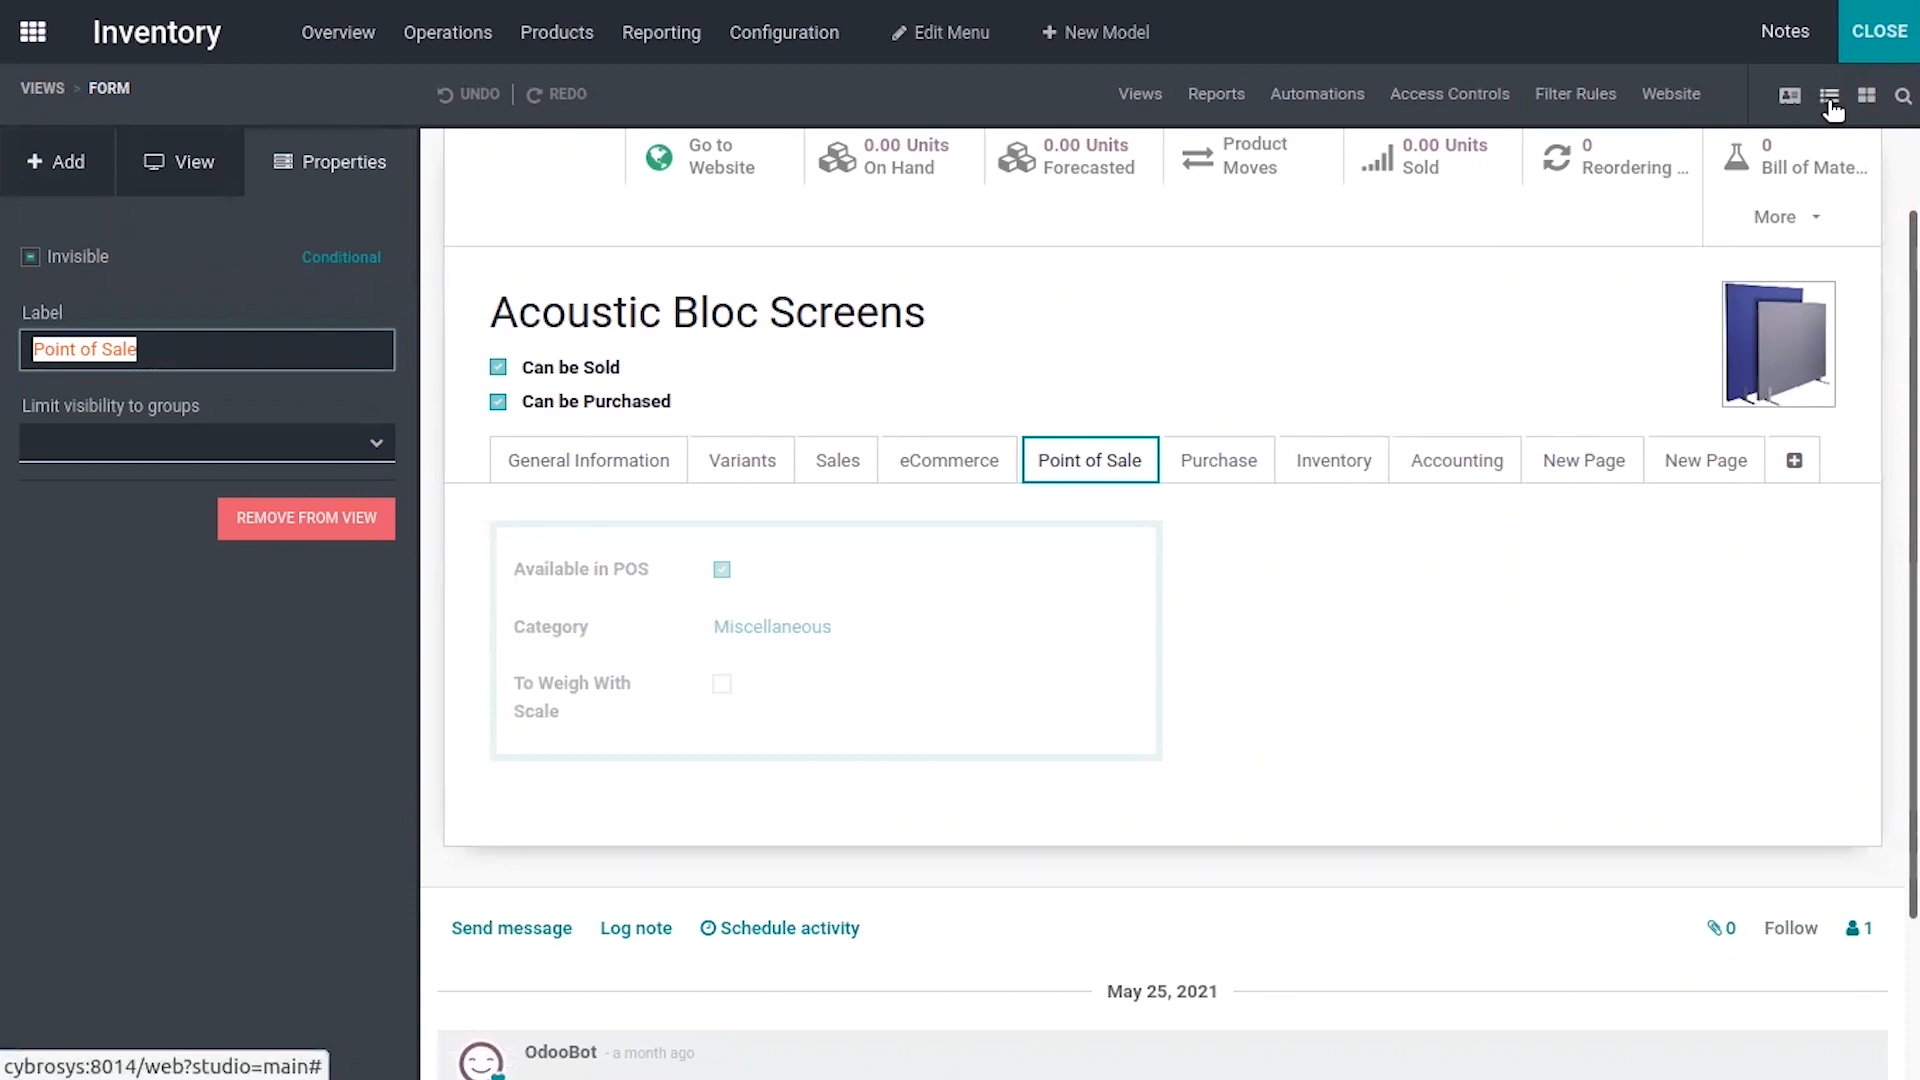 Inventory
Overview
Operations
Products
Reporting
Configuration
Edit Menu
New Model
Notes
CLOSE
VIEWS > FORM
UNDO
REDO
Views
Reports
Automations
Access Controls
Filter Rules
Website
Add
View
Properties
Invisible
Conditional
Label
Point of Sale
Limit visibility to groups
REMOVE FROM VIEW
Go to
Website
0.00 Units
On Hand
0.00 Units
Forecasted
Product
Moves
0.00 Units
Sold
0
Reordering ...
0
Bill of Mate...
More
Acoustic Bloc Screens
Can be Sold
Can be Purchased
General Information
Variants
Sales
eCommerce
Point of Sale
Purchase
Inventory
Accounting
New Page
New Page
Available in POS
Category
Miscellaneous
To Weigh With
Scale
Send message
Log note
Schedule activity
0
Follow
1
May 25, 2021
OdooBot - a month ago
cybrosys:8014/web?studio=main#